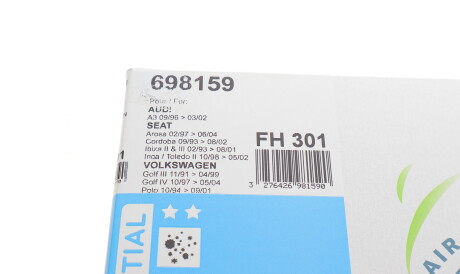 698159
Pour / For:
AUDI
A3 09/96 > 03/02
SEAT
Arosa 02/97 > 06/04
Cordoba 09/93 > 08/02
Ibiza II & III 02/93 > 08/01
Inca / Toledo II 10/98 > 05/02
VOLKSWAGEN
Golf III 11/91 > 04/99
Golf IV 10/97 > 05/04
Polo 10/94 > 09/01
FH 301
3 276426 981590
TIAL
AIR